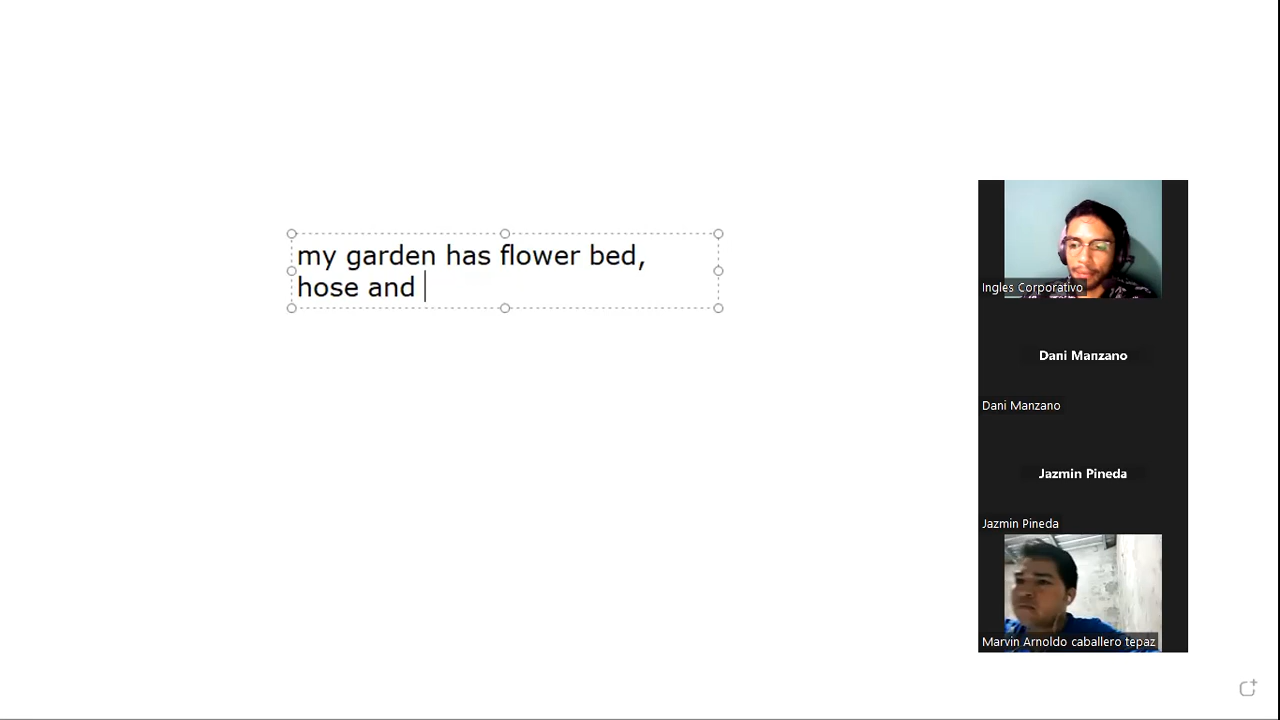 my garden has flower bed,
hose and
Ingles Corporativo
Dani Manzano
Dani Manzano
Jazmin Pineda
Jazmin Pineda
Marvin Arnoldo caballero tepaz